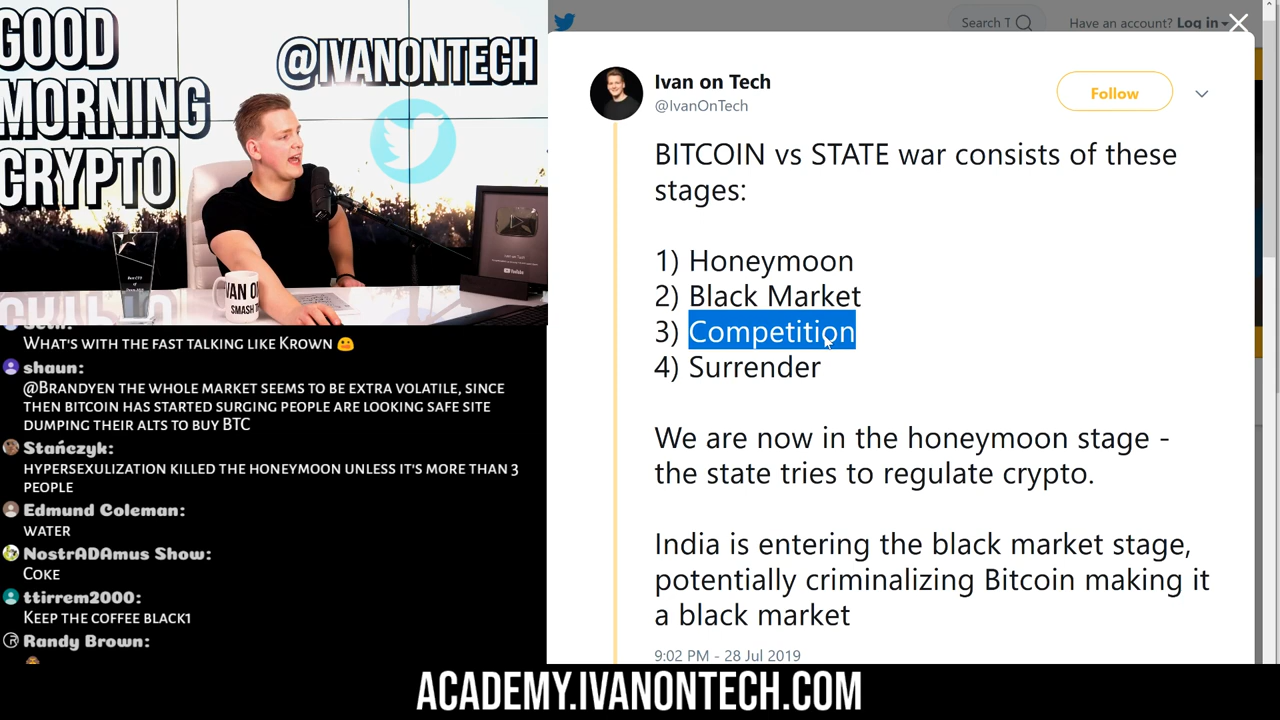 GOOD
MORNING
CRYPTO
@IVANONTECH
VAN O
SMASH T
YouTube
WHAT'S WITH THE FAST TALKING LIKE KROWN 😶
shaun:
@BRANDYEN THE WHOLE MARKET SEEMS TO BE EXTRA VOLATILE, SINCE
THEN BITCOIN HAS STARTED SURGING PEOPLE ARE LOOKING SAFE SITE
DUMPING THEIR ALTS TO BUY BTC
Stańczyk:
HYPERSEXULIZATION KILLED THE HONEYMOON UNLESS IT'S MORE THAN 3
PEOPLE
Edmund Coleman:
WATER
NostrADAmus Show:
COKE
ttirrem2000:
KEEP THE COFFEE BLACK1
Randy Brown:
Search T
Have an account? Log in
Ivan on Tech
@IvanOnTech
Follow
BITCOIN vs STATE war consists of these
stages:
1) Honeymoon
2) Black Market
3) Competition
4) Surrender
We are now in the honeymoon stage -
the state tries to regulate crypto.
India is entering the black market stage,
potentially criminalizing Bitcoin making it
a black market
9:02 PM - 28 Jul 2019
ACADEMY.IVANONTECH.COM